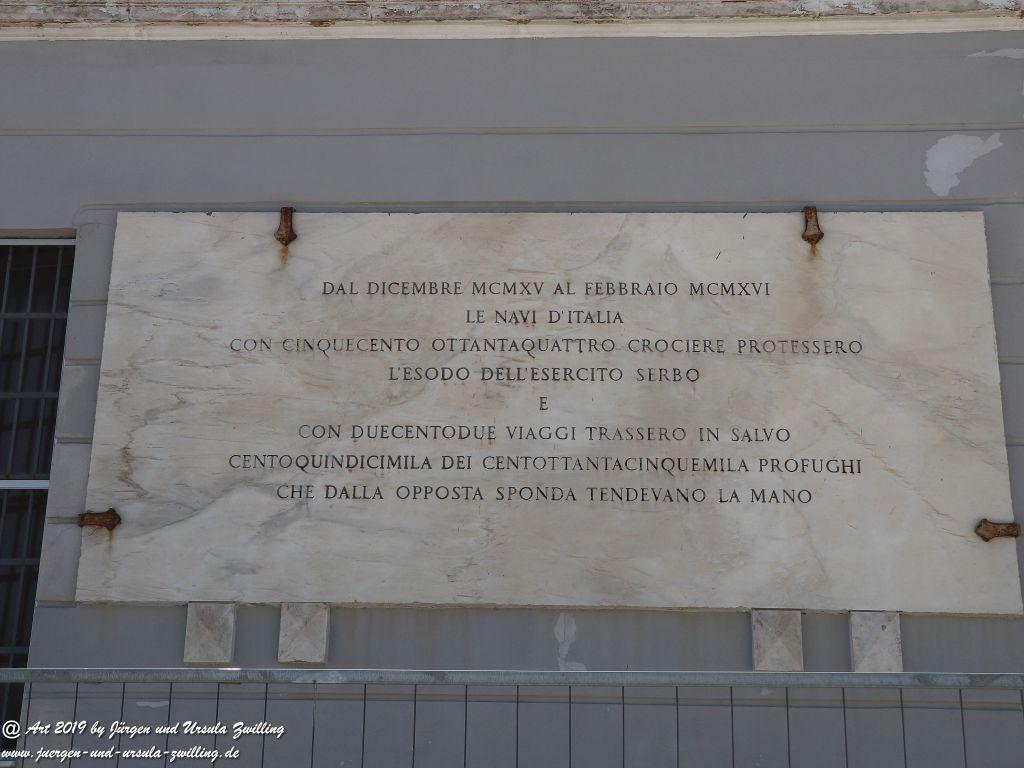 DAL DICEMBRE MCMXV AL FEBBRAIO MCMXVI
LE NAVI D'ITALIA
CON CINQUECENTO OTTANTAQUATTRO CROCIERE PROTESSERO
L'ESODO DELL'ESERCITO SERBO
E
CON DUECENTODUE VIAGGI TRASSERO IN SALVO
CENTOQUINDICIMILA DEI CENTOTTANTACINQUEMILA PROFUGHI
CHE DALLA OPPOSTA SPONDA TENDEVANO LA MANO
@ Art 2019 by Jürgen und Ursula Zwilling
www.juergen-und-ursula-zwilling.de